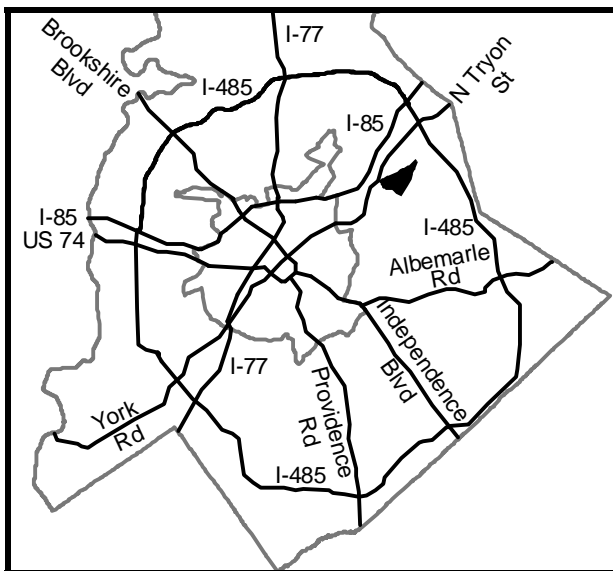 I-77
Brookshire
Blvd
I-485
N Tryon
St
I-85
I-85
US 74
I-485
Albemarle
Rd
Independence
Blvd
I-77
Providence
Rd
York
Rd
I-485